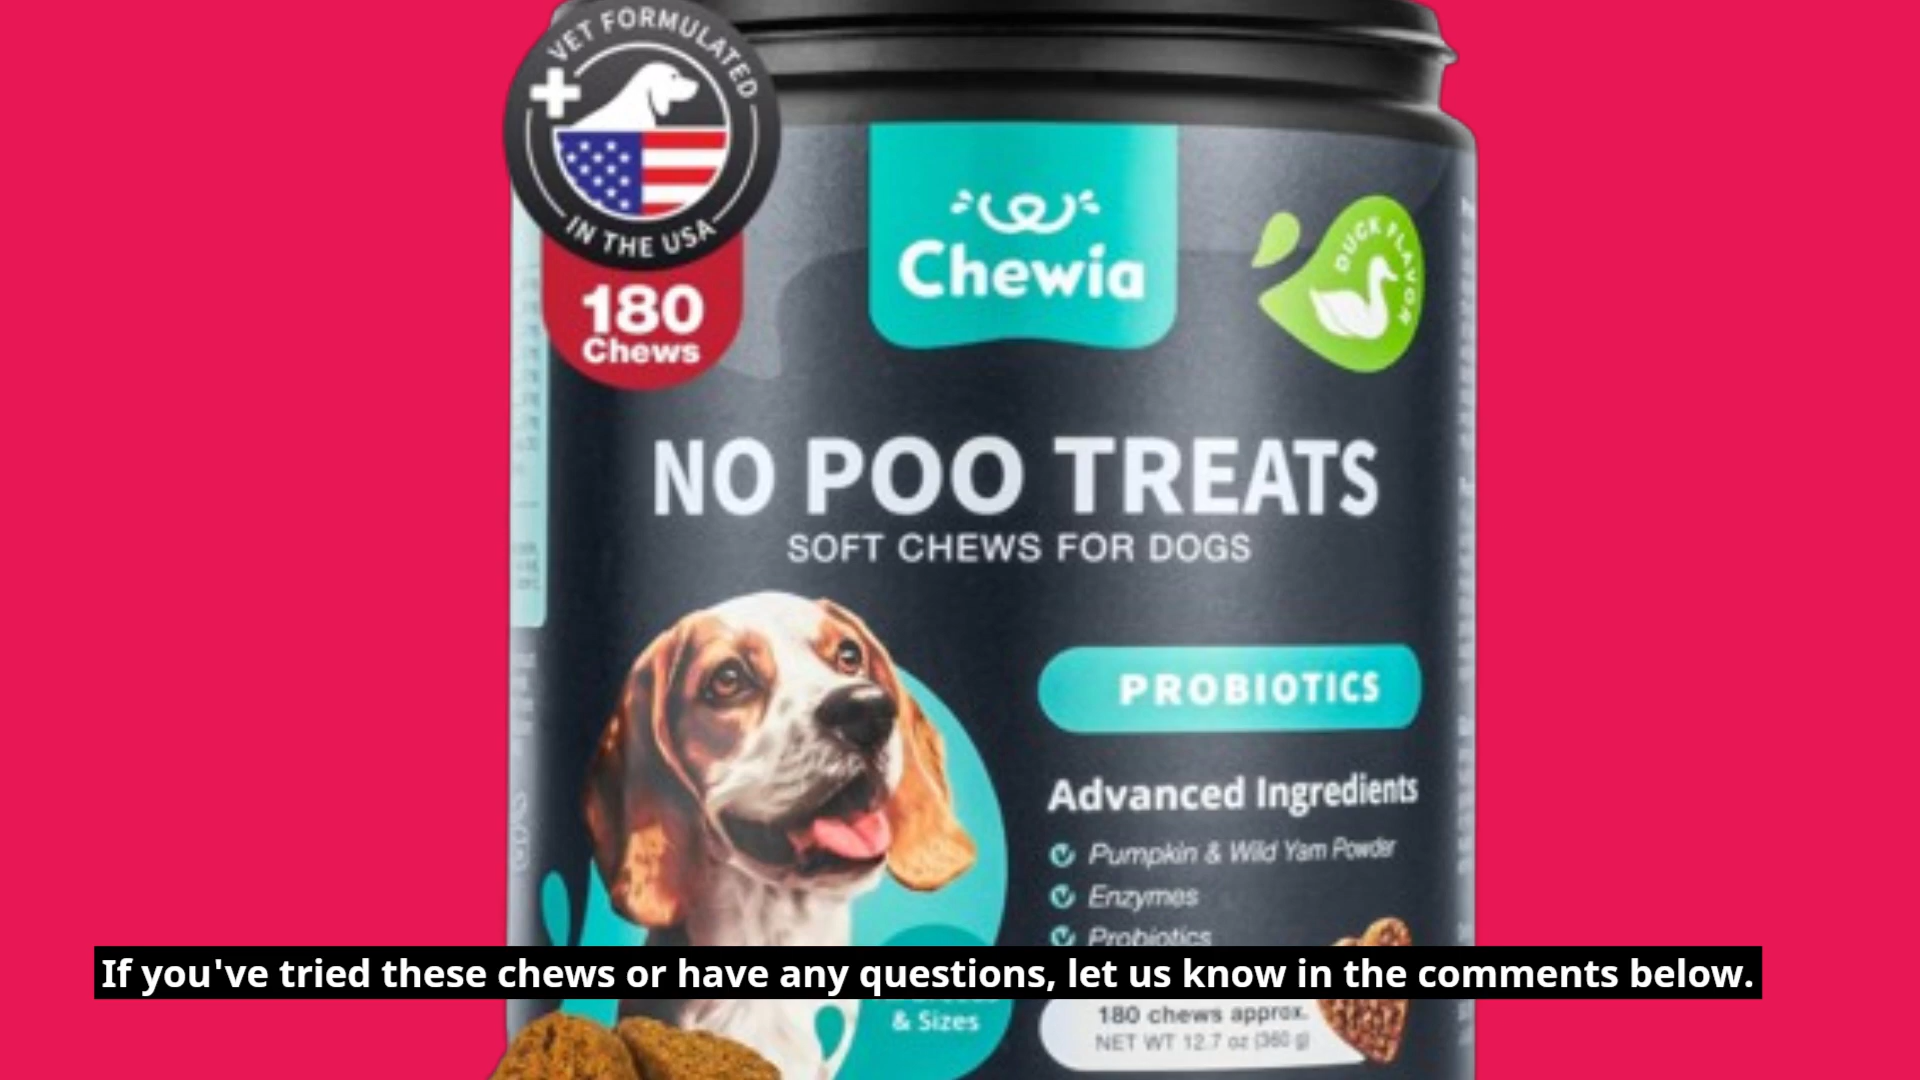 VET FORMULATED
IN THE USA
180
Chews
Chewia
DUCK FLAVOR
NO POO TREATS
SOFT CHEWS FOR DOGS
PROBIOTICS
Advanced Ingredients
Pumpkin & Wild Yam Powder
Enzymes
Probiotics
If you've tried these chews or have any questions, let us know in the comments below.
& Sizes
180 chews approx.
NET WT 12.7 oz (360 g)